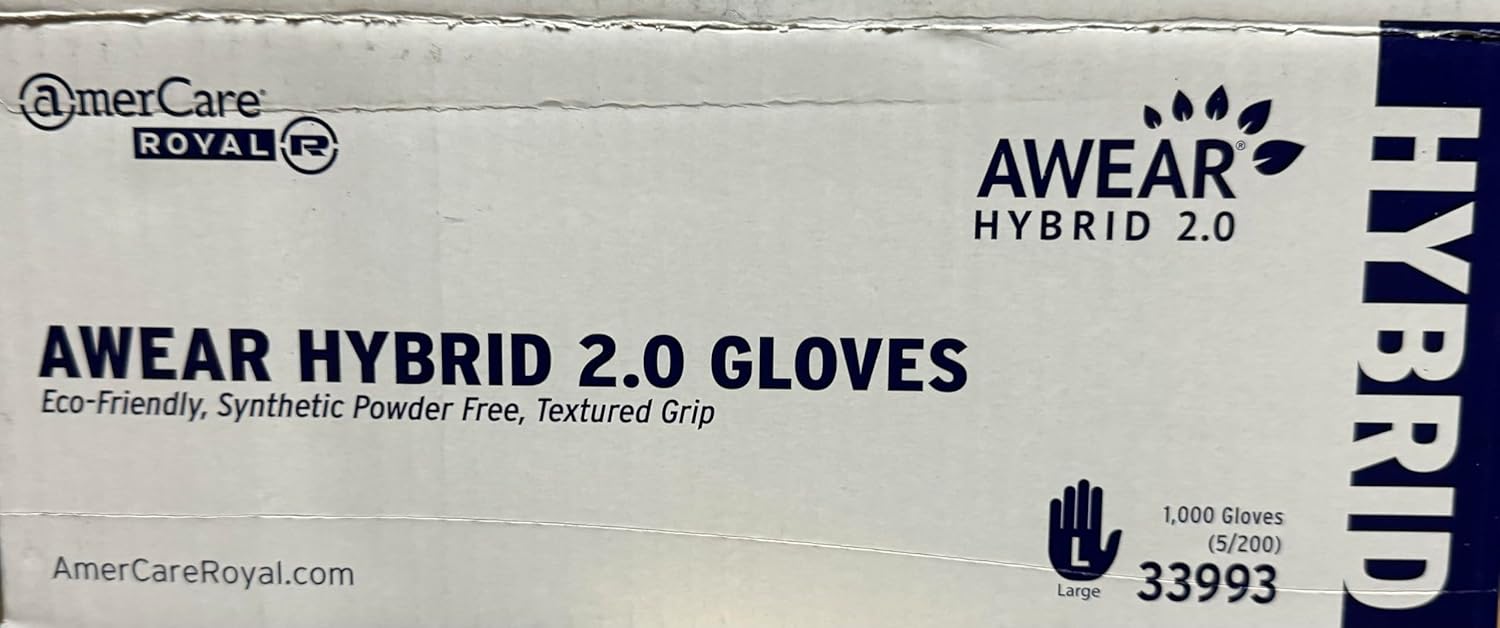 amerCare®
ROYAL R
AWEAR®
HYBRID 2.0
AWEAR HYBRID 2.0 GLOVES
Eco-Friendly, Synthetic Powder Free, Textured Grip
AmerCareRoyal.com
L
Large
1,000 Gloves
(5/200)
33993
HYBRID